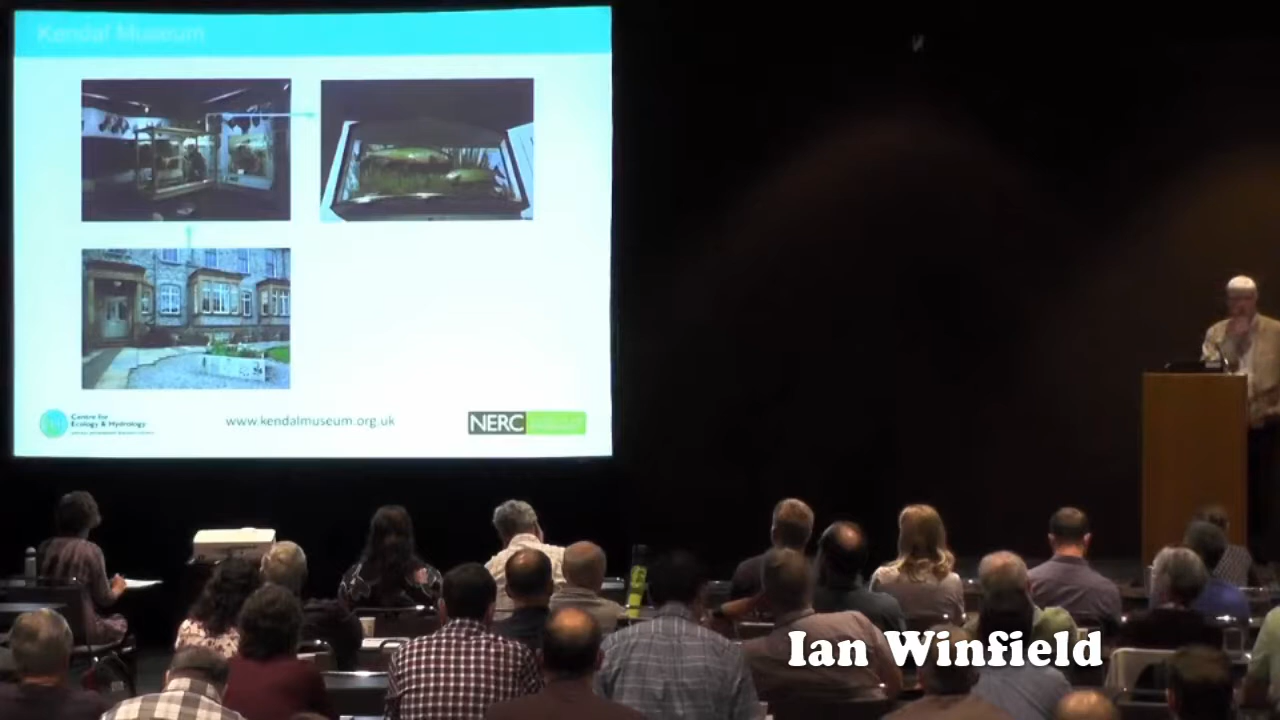 Kendal Museum
Centre for
Ecology & Hydrology
www.kendalmuseum.org.uk
NERC
Ian Winfield